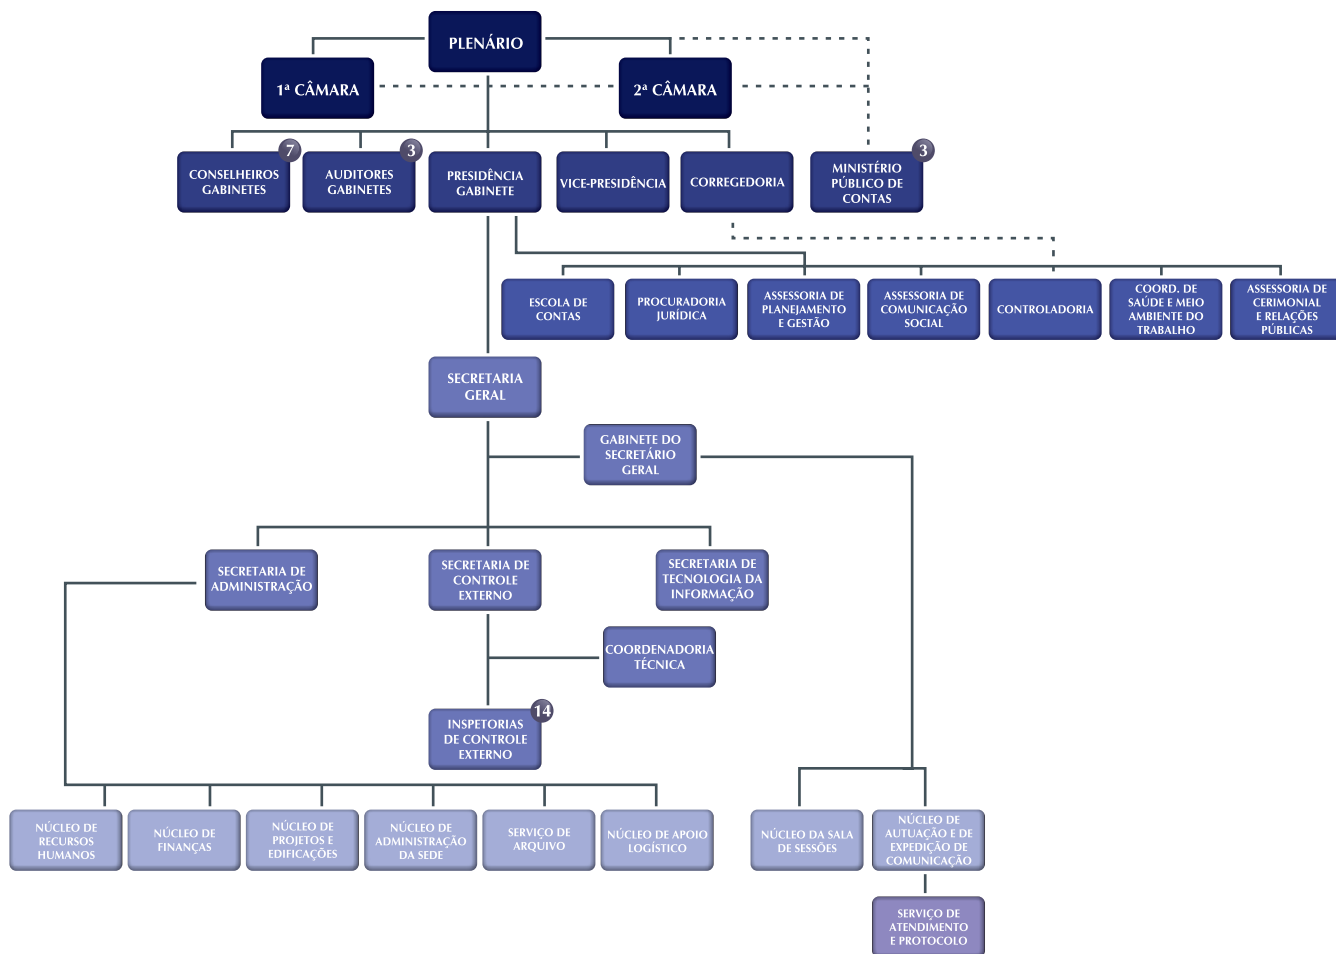 PLENÁRIO
1ª CÂMARA
2ª CÂMARA
7
CONSELHEIROS
GABINETES
3
AUDITORES
GABINETES
PRESIDÊNCIA
GABINETE
VICE-PRESIDÊNCIA
CORREGEDORIA
3
MINISTÉRIO
PÚBLICO DE
CONTAS
ESCOLA DE
CONTAS
PROCURADORIA
JURÍDICA
ASSESSORIA DE
PLANEJAMENTO
E GESTÃO
ASSESSORIA DE
COMUNICAÇÃO
SOCIAL
CONTROLADORIA
COORD. DE
SAÚDE E MEIO
AMBIENTE DO
TRABALHO
ASSESSORIA DE
CERIMONIAL
E RELAÇÕES
PÚBLICAS
SECRETARIA
GERAL
GABINETE DO
SECRETÁRIO
GERAL
SECRETARIA DE
ADMINISTRAÇÃO
SECRETARIA DE
CONTROLE
EXTERNO
SECRETARIA DE
TECNOLOGIA DA
INFORMAÇÃO
COORDENADORIA
TÉCNICA
14
INSPETORIAS
DE CONTROLE
EXTERNO
NÚCLEO DE
RECURSOS
HUMANOS
NÚCLEO DE
FINANÇAS
NÚCLEO DE
PROJETOS E
EDIFICAÇÕES
NÚCLEO DE
ADMINISTRAÇÃO
DA SEDE
SERVIÇO DE
ARQUIVO
NÚCLEO DE APOIO
LOGÍSTICO
NÚCLEO DA SALA
DE SESSÕES
NÚCLEO DE
AUTUAÇÃO E DE
EXPEDIÇÃO DE
COMUNICAÇÃO
SERVIÇO DE
ATENDIMENTO
E PROTOCOLO